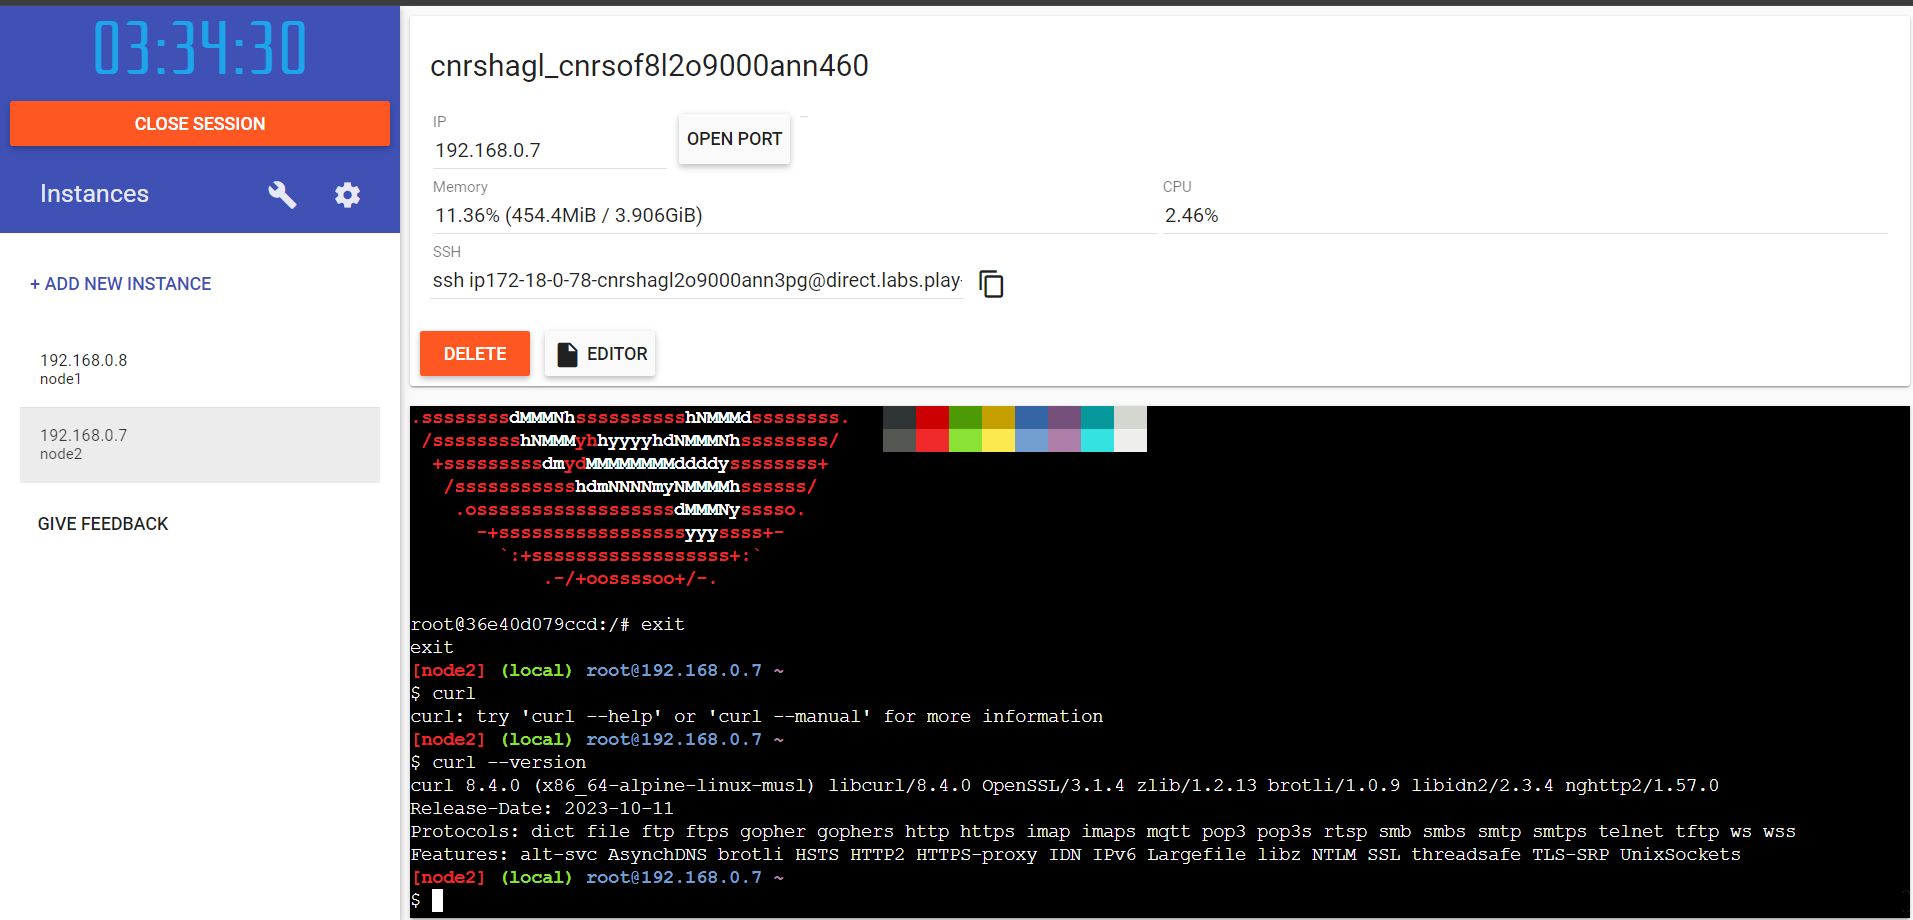 03:34:30
CLOSE SESSION
Instances
+ ADD NEW INSTANCE
192.168.0.8
node1
192.168.0.7
node2
GIVE FEEDBACK
cnrshagl_cnrsof8l2o9000ann460
IP
192.168.0.7
OPEN PORT
Memory
11.36% (454.4MiB / 3.906GiB)
CPU
2.46%
SSH
ssh ip172-18-0-78-cnrshagl2o9000ann3pg@direct.labs.play-
DELETE
EDITOR
.ssssssssdMMMNhsssssssssshNMMMdssssssss.
/sssssssshNMMMyhhyyyyhdNMMMNhssssssss/
+sssssssssdmydMMMMMMMMddddyssssssss+
/ssssssssssshdmNNNNmyNMMMMhssssss/
.ossssssssssssssssssdMMMNysssso.
-+sssssssssssssssssyyyssss+-
`:+ssssssssssssssssss+:`
.-/+oossssoo+/-.
root@36e40d079ccd:/# exit
exit
[node2] (local) root@192.168.0.7 ~
$ curl
curl: try 'curl --help' or 'curl --manual' for more information
[node2] (local) root@192.168.0.7 ~
$ curl --version
curl 8.4.0 (x86_64-alpine-linux-musl) libcurl/8.4.0 OpenSSL/3.1.4 zlib/1.2.13 brotli/1.0.9 libidn2/2.3.4 nghttp2/1.57.0
Release-Date: 2023-10-11
Protocols: dict file ftp ftps gopher gophers http https imap imaps mqtt pop3 pop3s rtsp smb smbs smtp smtps telnet tftp ws wss
Features: alt-svc AsynchDNS brotli HSTS HTTP2 HTTPS-proxy IDN IPv6 Largefile libz NTLM SSL threadsafe TLS-SRP UnixSockets
[node2] (local) root@192.168.0.7 ~
$